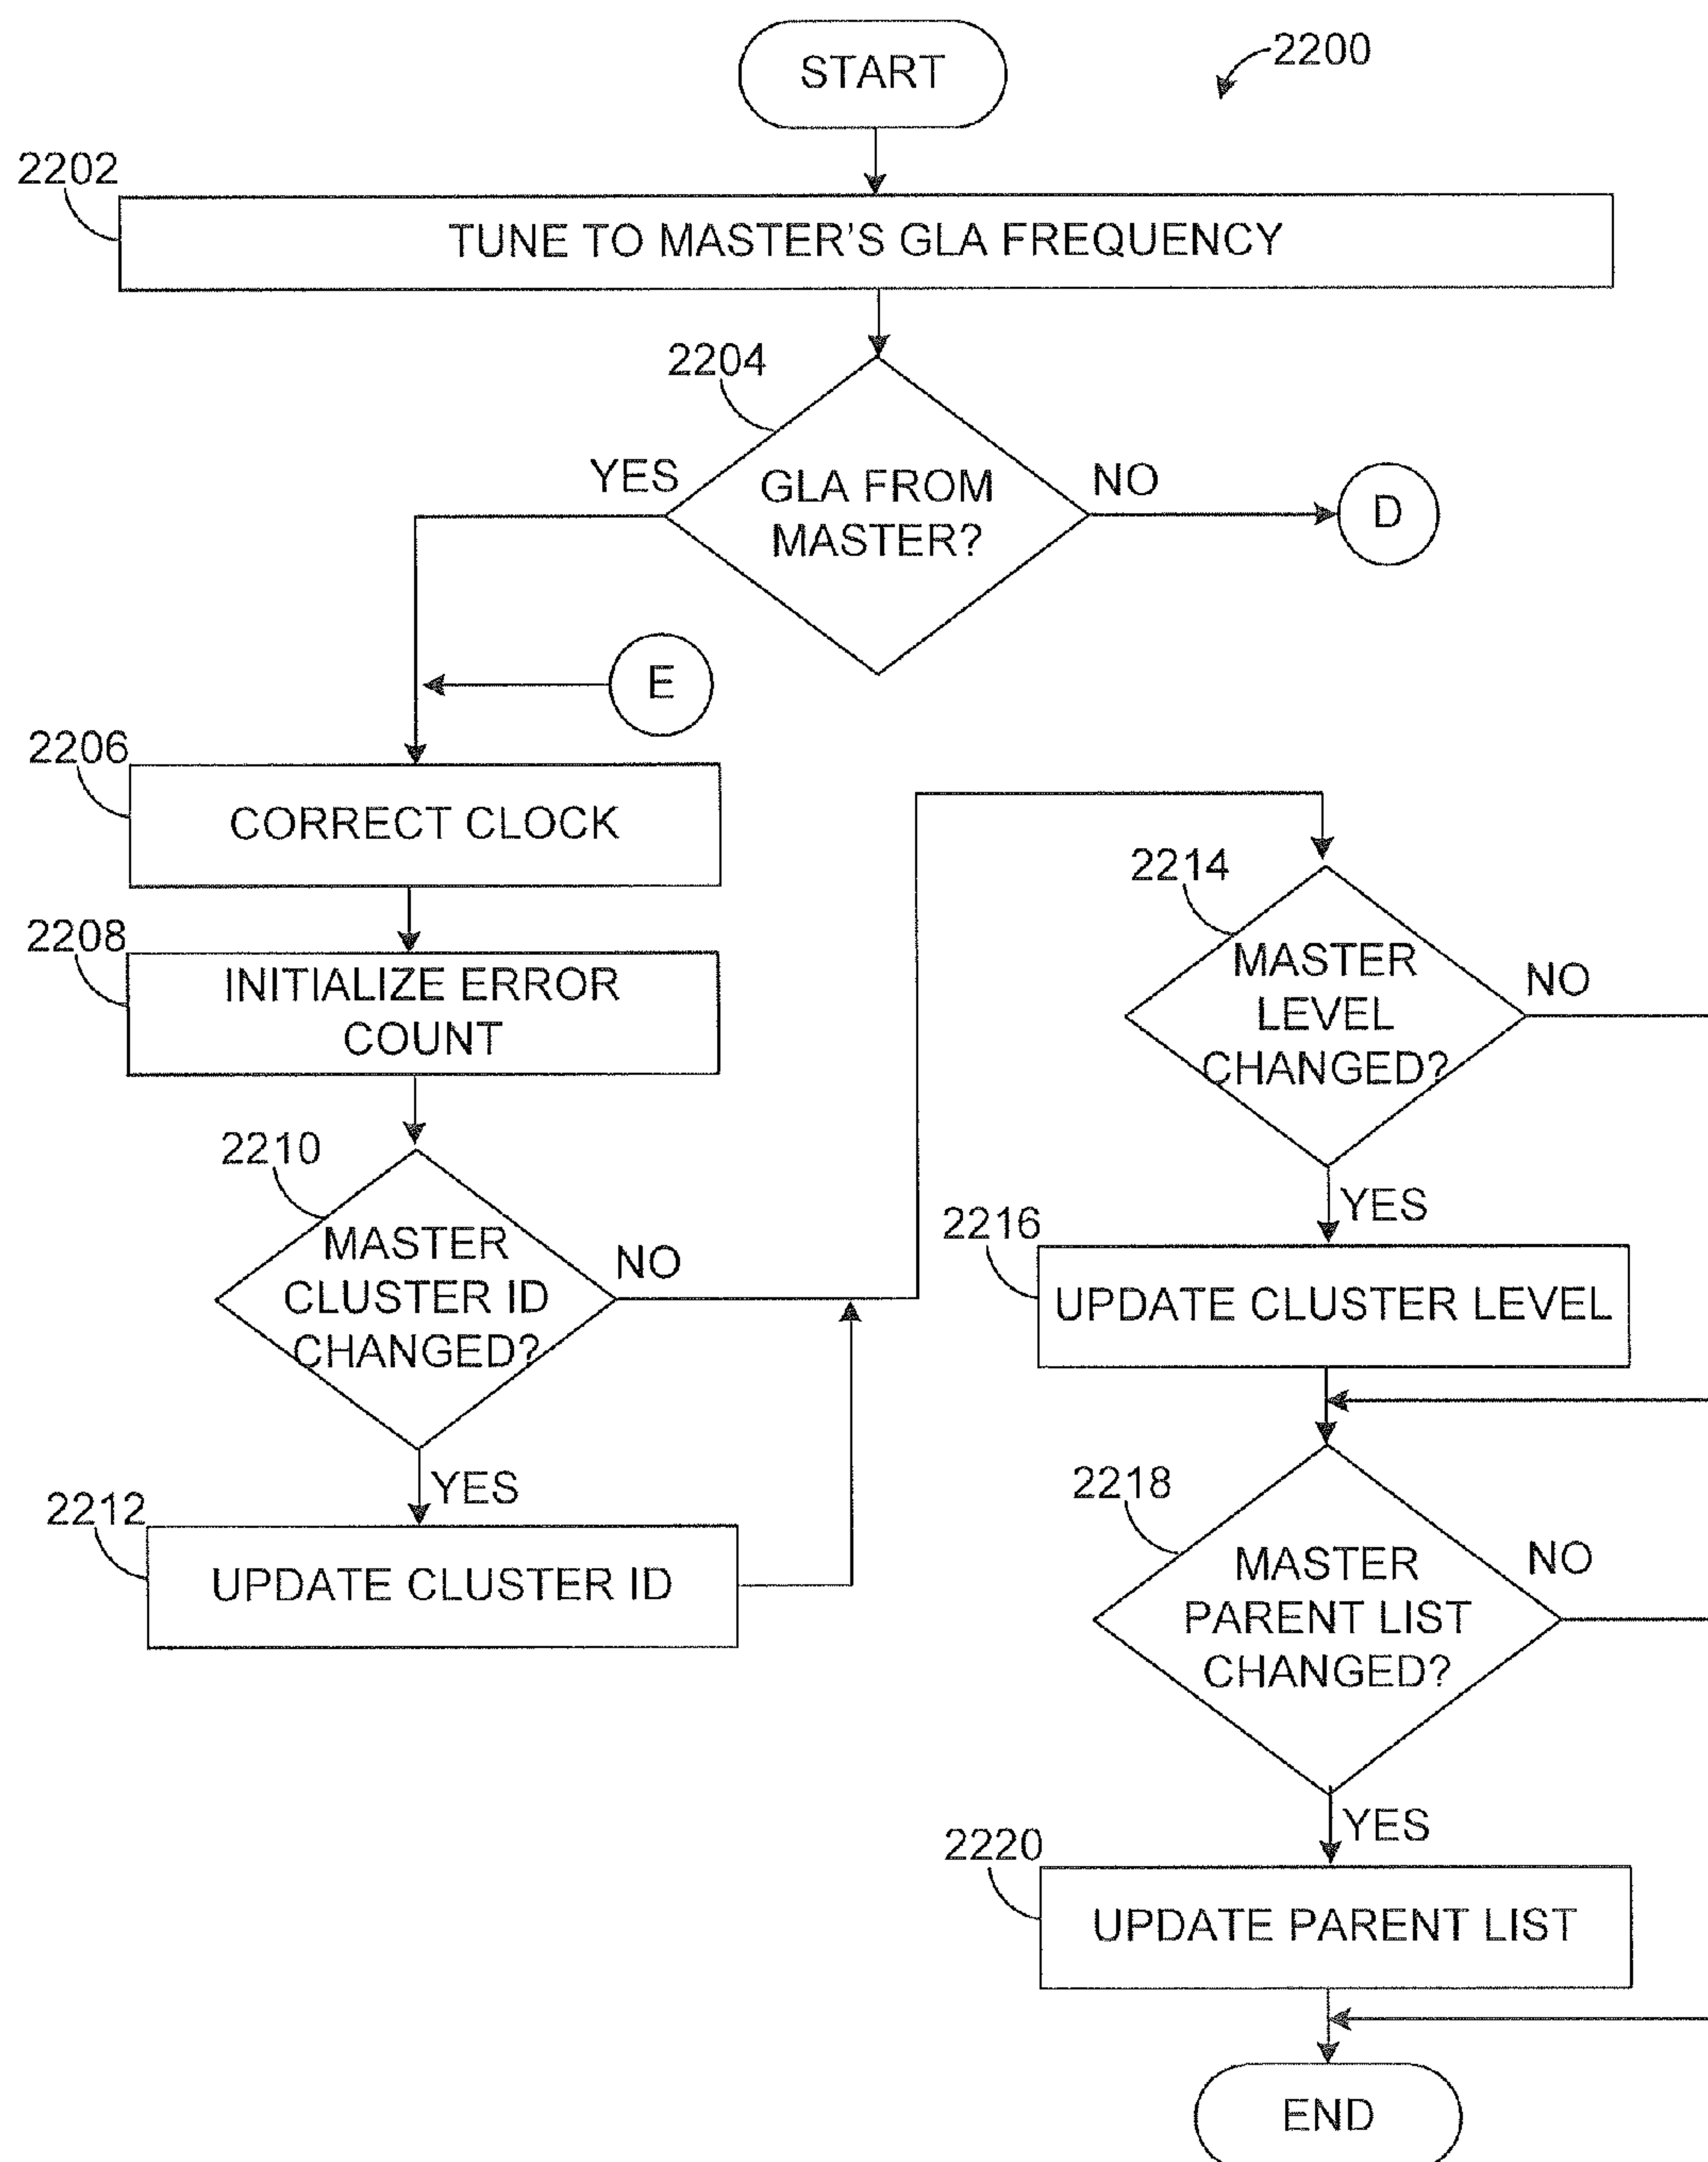 START
2200
2202
TUNE TO MASTER'S GLA FREQUENCY
2204
YES
GLA FROM
MASTER?
NO
D
E
2206
CORRECT CLOCK
2208
INITIALIZE ERROR
COUNT
2210
MASTER
CLUSTER ID
CHANGED?
NO
YES
2212
UPDATE CLUSTER ID
2214
MASTER
LEVEL
CHANGED?
NO
YES
2216
UPDATE CLUSTER LEVEL
2218
MASTER
PARENT LIST
CHANGED?
NO
YES
2220
UPDATE PARENT LIST
END